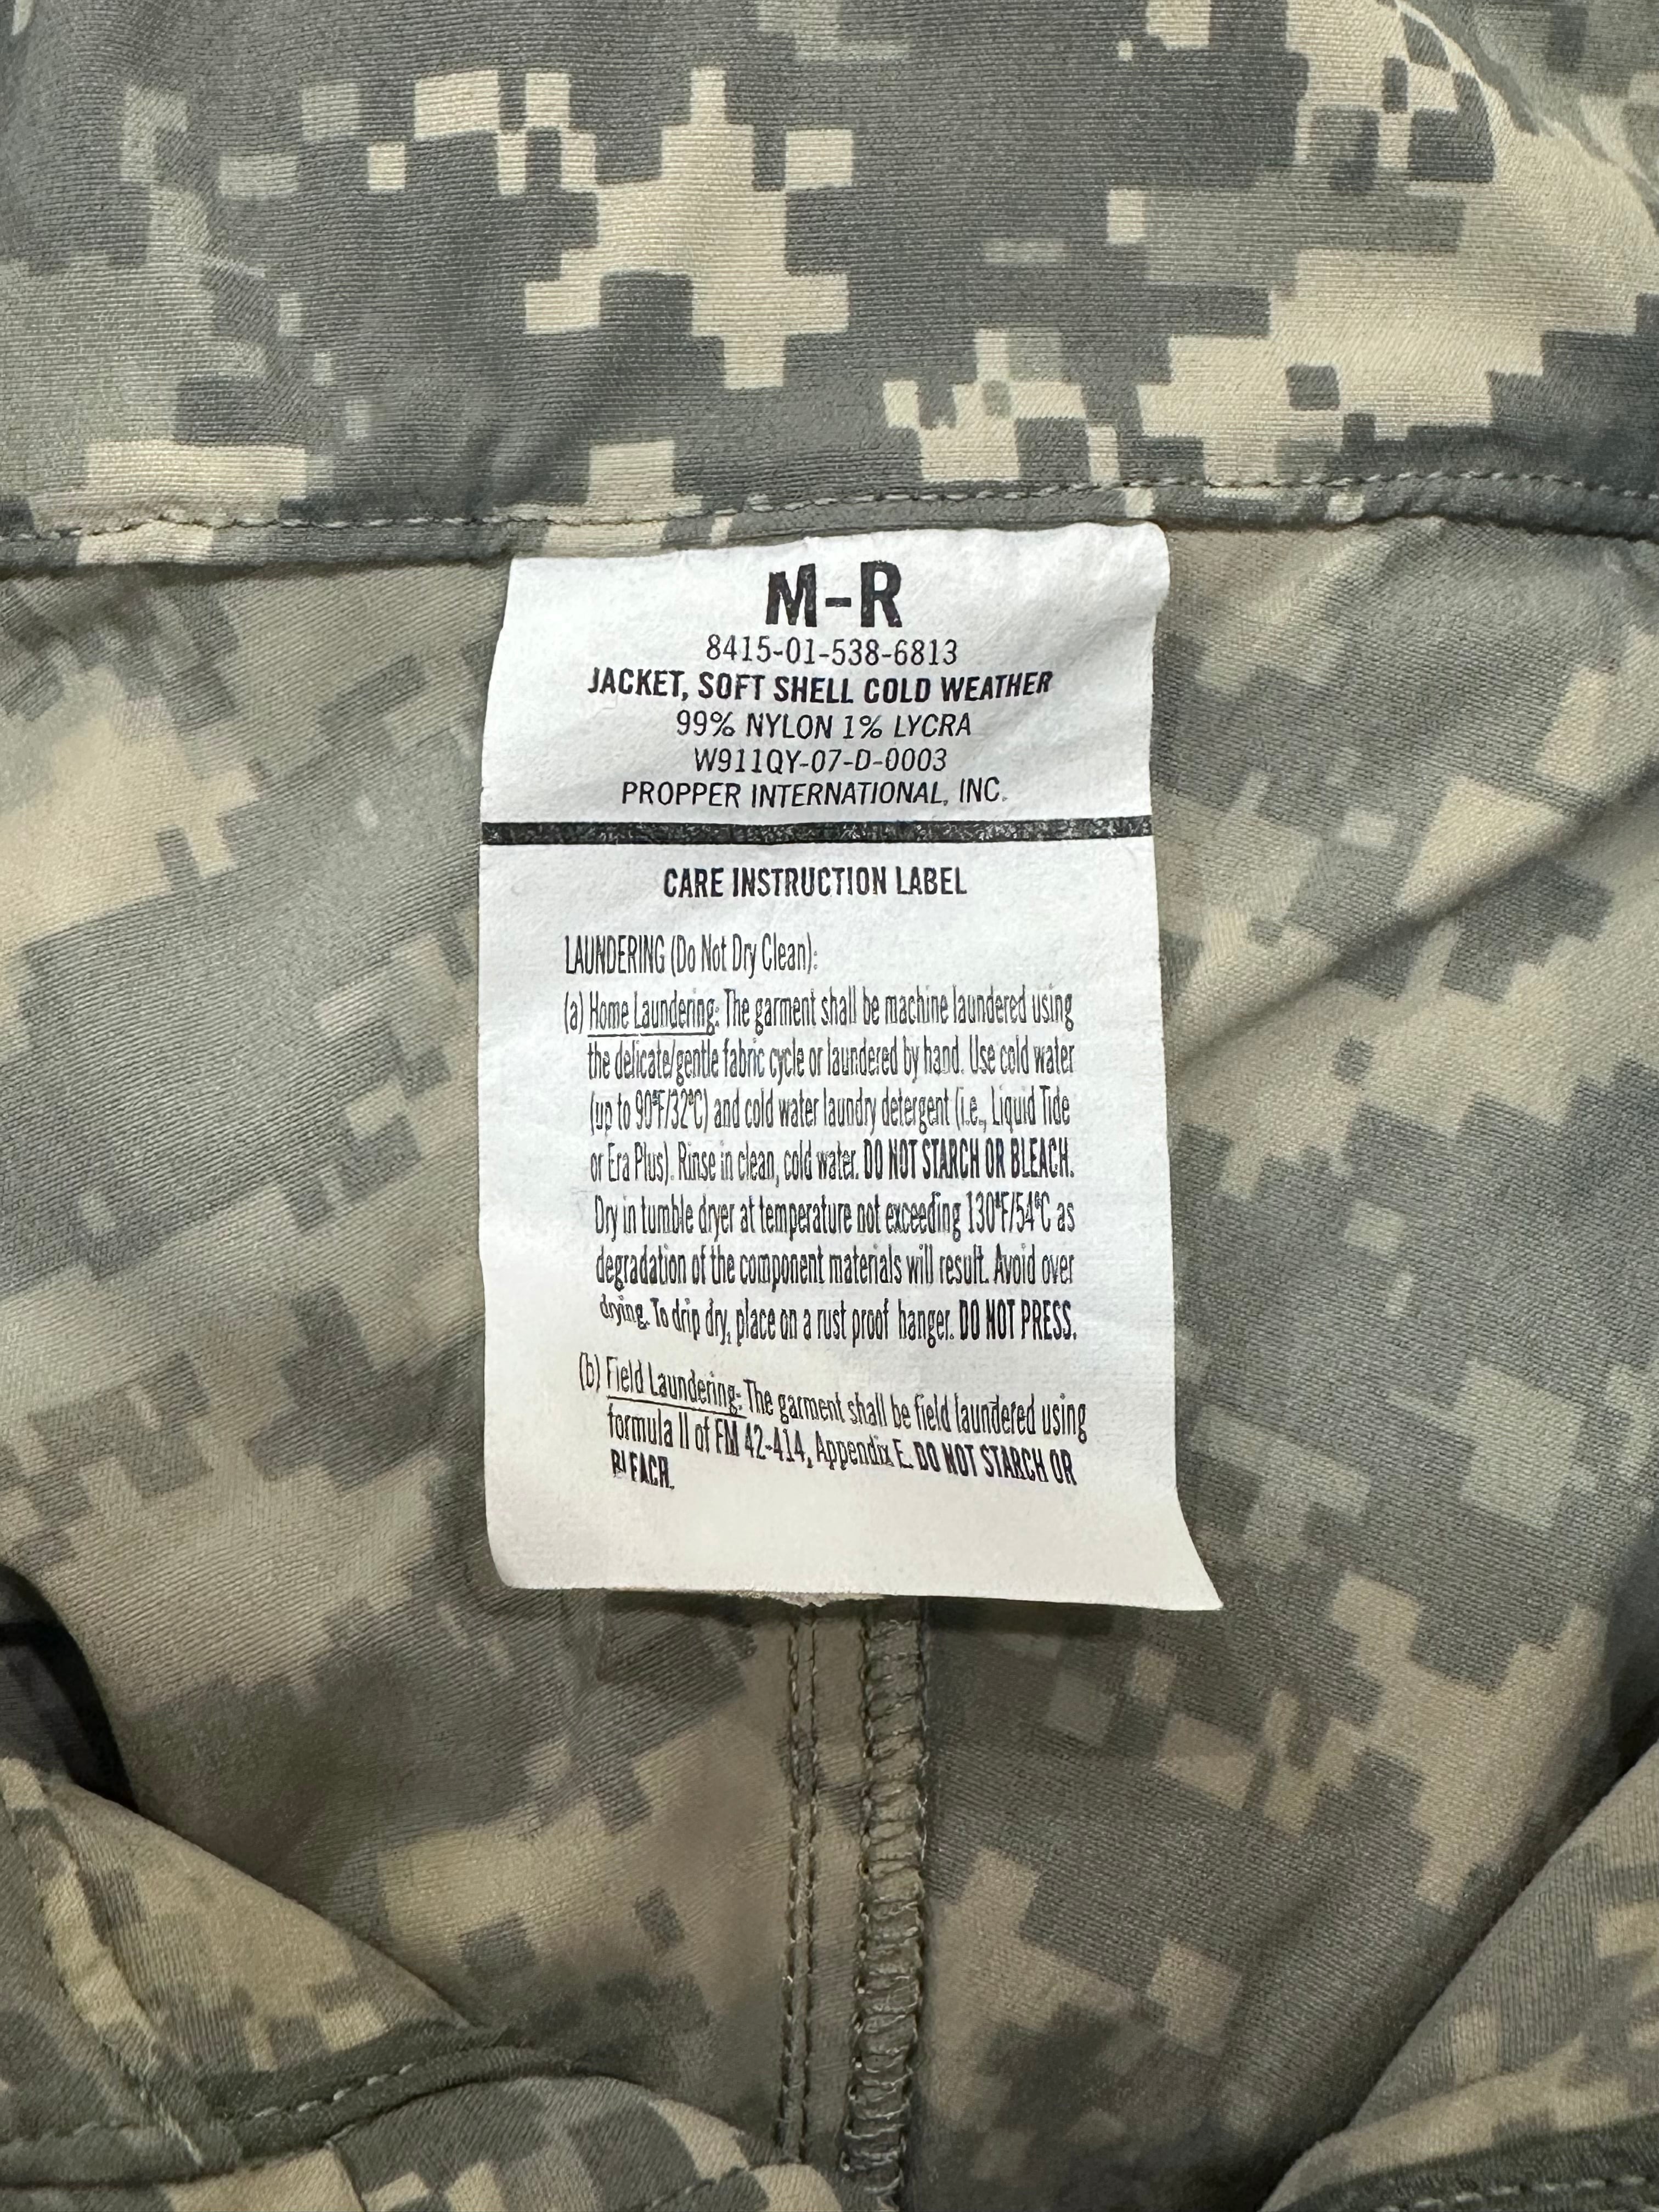 M-R
8415-01-538-6813
JACKET, SOFT SHELL COLD WEATHER
99% NYLON 1% LYCRA
W911QY-07-D-0003
PROPPER INTERNATIONAL, INC.
CARE INSTRUCTION LABEL
LAUNDERING (Do Not Dry Clean):
(a) Home Laundering: The garment shall be machine laundered using
the delicate/gentle fabric cycle or laundered by hand. Use cold water
(up to 90°F/32°C) and cold water laundry detergent (i.e., Liquid Tide
or Era Plus). Rinse in clean, cold water. DO NOT STARCH OR BLEACH.
Dry in tumble dryer at temperature not exceeding 130°F/54°C as
degradation of the component materials will result. Avoid over
drying. To drip dry, place on a rust proof hanger. DO NOT PRESS.
(b) Field Laundering: The garment shall be field laundered using
formula II of FM 42-414, Appendix E. DO NOT STARCH OR
BLEACH.